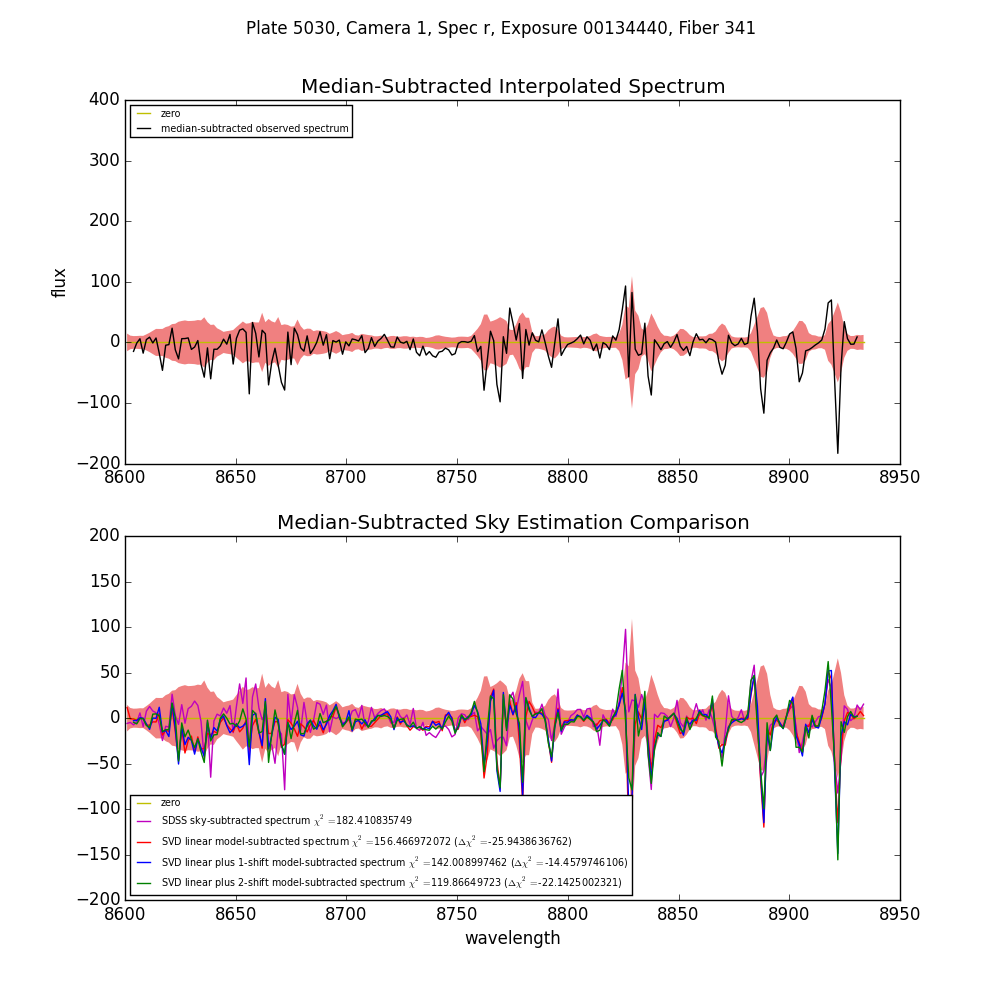 Plate 5030, Camera 1, Spec r, Exposure 00134440, Fiber 341
Median-Subtracted Interpolated Spectrum
400
300
200
100
0
−100
−200
flux
zero
median-subtracted observed spectrum
8600 8650 8700 8750 8800 8850 8900 8950
Median-Subtracted Sky Estimation Comparison
200
150
100
50
0
−50
−100
−150
−200
zero
SDSS sky-subtracted spectrum χ² =182.410835749
SVD linear model-subtracted spectrum χ² =156.466972072 (Δχ² =-25.9438636762)
SVD linear plus 1-shift model-subtracted spectrum χ² =142.008997462 (Δχ² =-14.4579746106)
SVD linear plus 2-shift model-subtracted spectrum χ² =119.86649723 (Δχ² =-22.1425002321)
8600 8650 8700 8750 8800 8850 8900 8950
wavelength